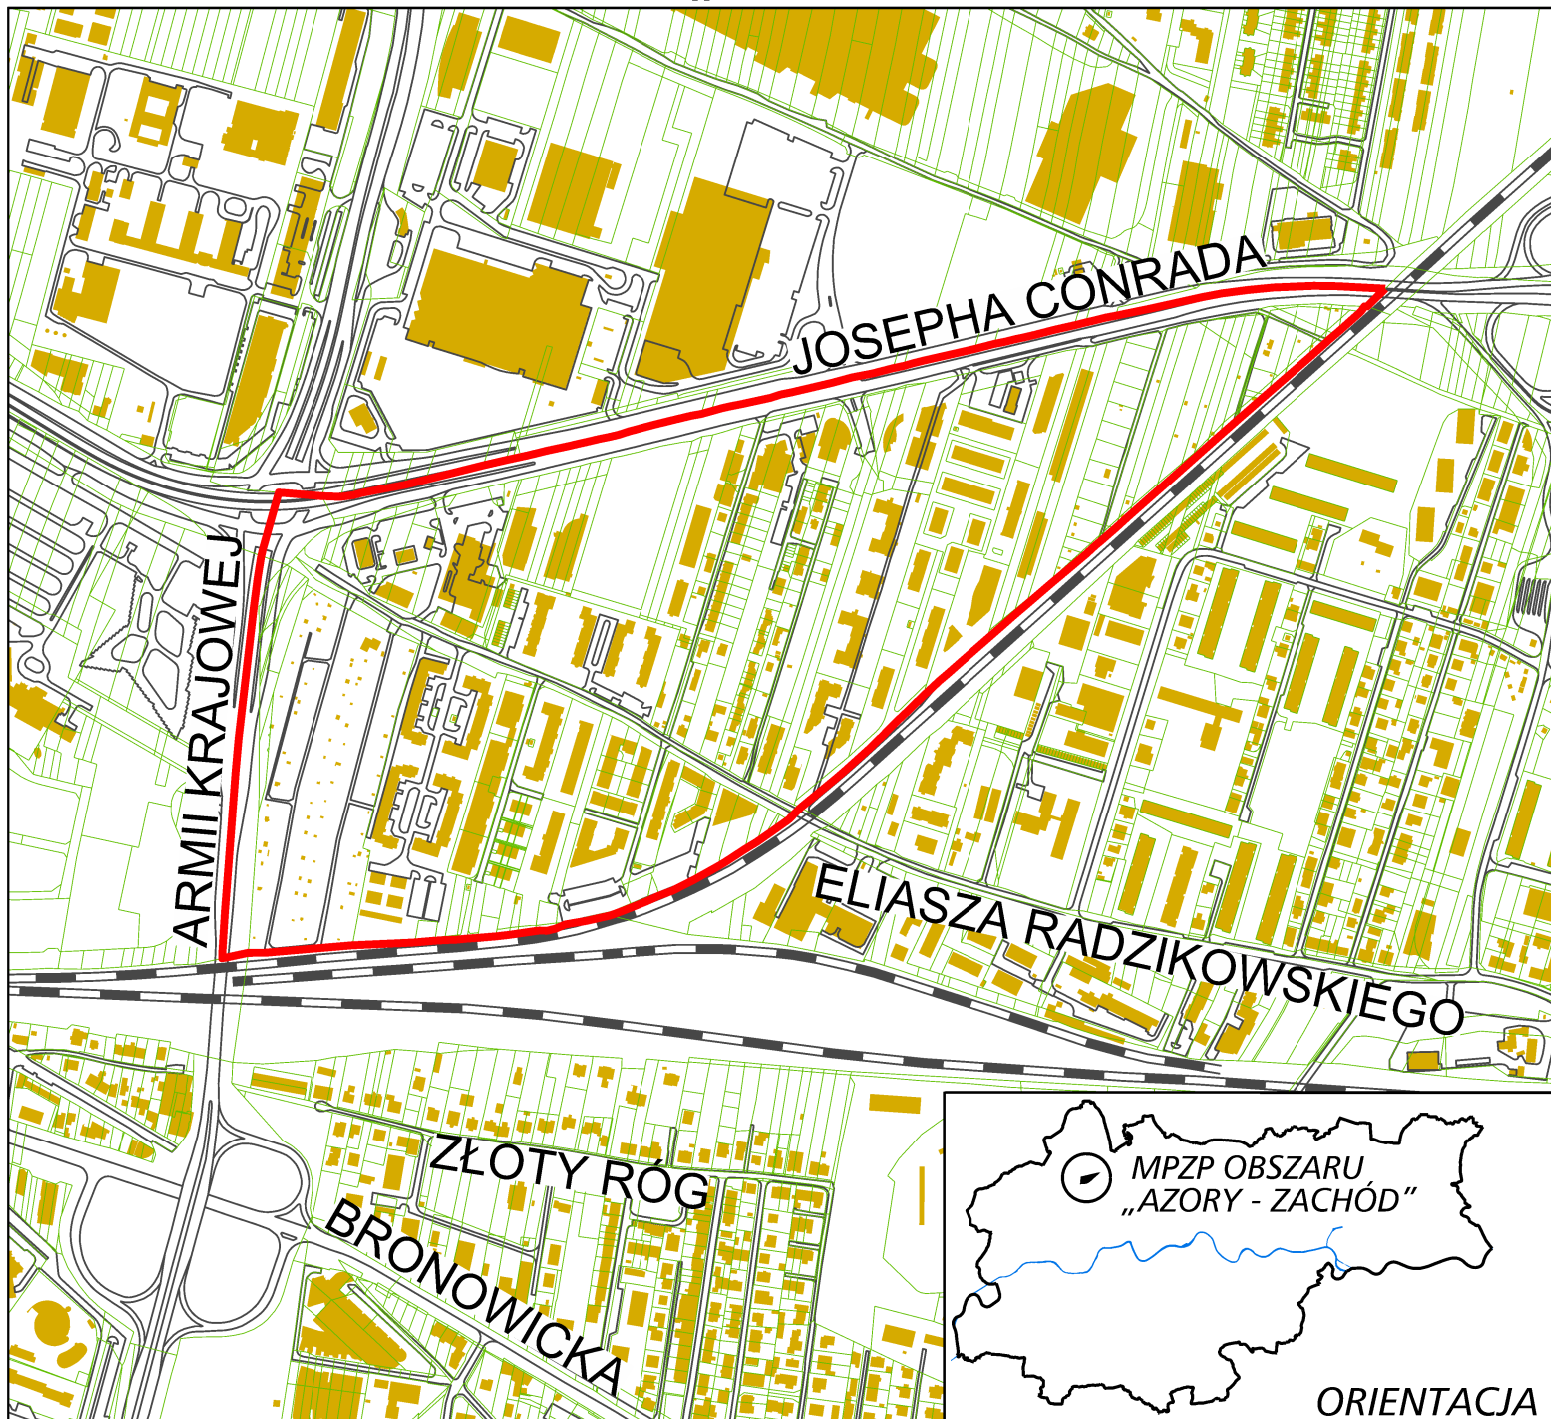 JOSEPHA CONRADA
ARMII KRAJOWEJ
ELIASZA RADZIKOWSKIEGO
ZŁOTY RÓG
BRONOWICKA
MPZP OBSZARU
„AZORY - ZACHÓD”
ORIENTACJA